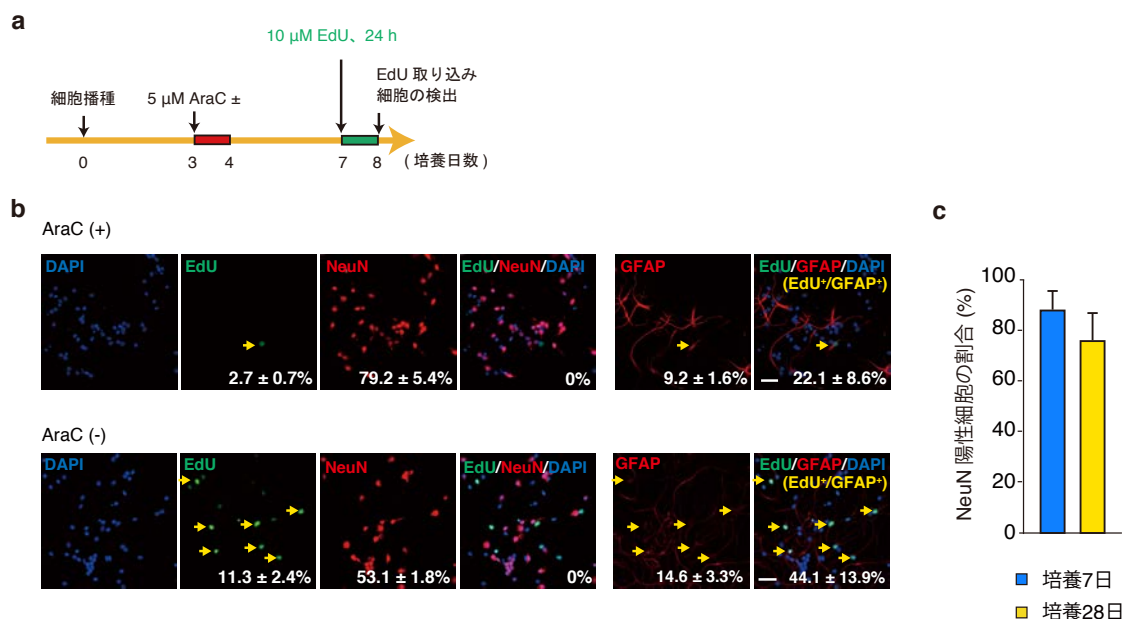 a
10 μM EdU、24 h
EdU 取り込み
細胞の検出
細胞播種
5 μM AraC ±
0
3
4
7
8
( 培養日数 )
b
AraC (+)
DAPI
EdU
2.7 ± 0.7%
NeuN
79.2 ± 5.4%
EdU/NeuN/DAPI
0%
GFAP
9.2 ± 1.6%
EdU/GFAP/DAPI
(EdU⁺/GFAP⁺)
22.1 ± 8.6%
AraC (-)
DAPI
EdU
11.3 ± 2.4%
NeuN
53.1 ± 1.8%
EdU/NeuN/DAPI
0%
GFAP
14.6 ± 3.3%
EdU/GFAP/DAPI
(EdU⁺/GFAP⁺)
44.1 ± 13.9%
c
NeuN 陽性細胞の割合 (%)
100
80
60
40
20
0
培養7日
培養28日